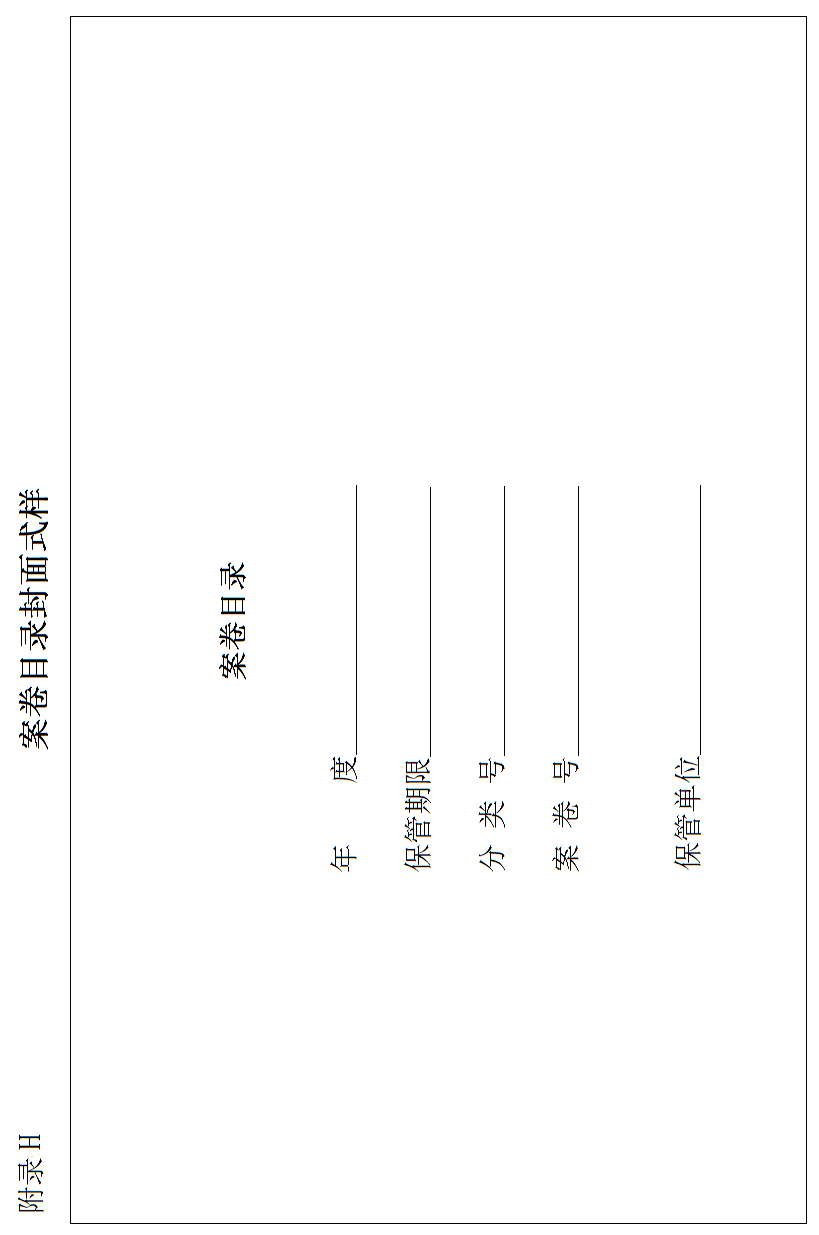 附录 H
案卷目录封面式样
案卷目录
年 度
保管期限
分 类 号
案 卷 号
保管单位